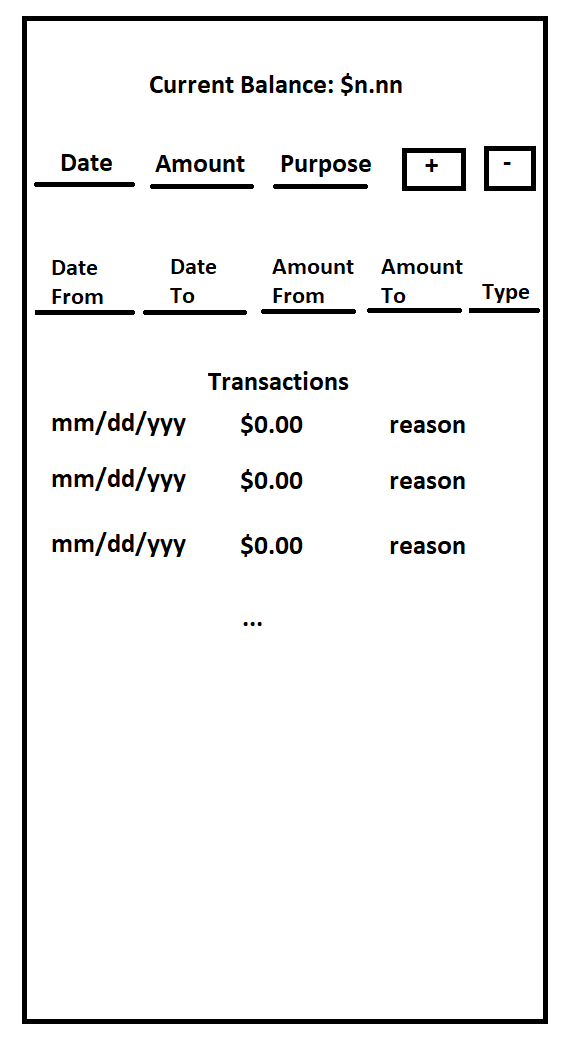 Current Balance: $n.nn
Date Amount Purpose + -
Date Date Amount Amount
From To From To Type
Transactions
mm/dd/yyy $0.00 reason
mm/dd/yyy $0.00 reason
mm/dd/yyy $0.00 reason
...